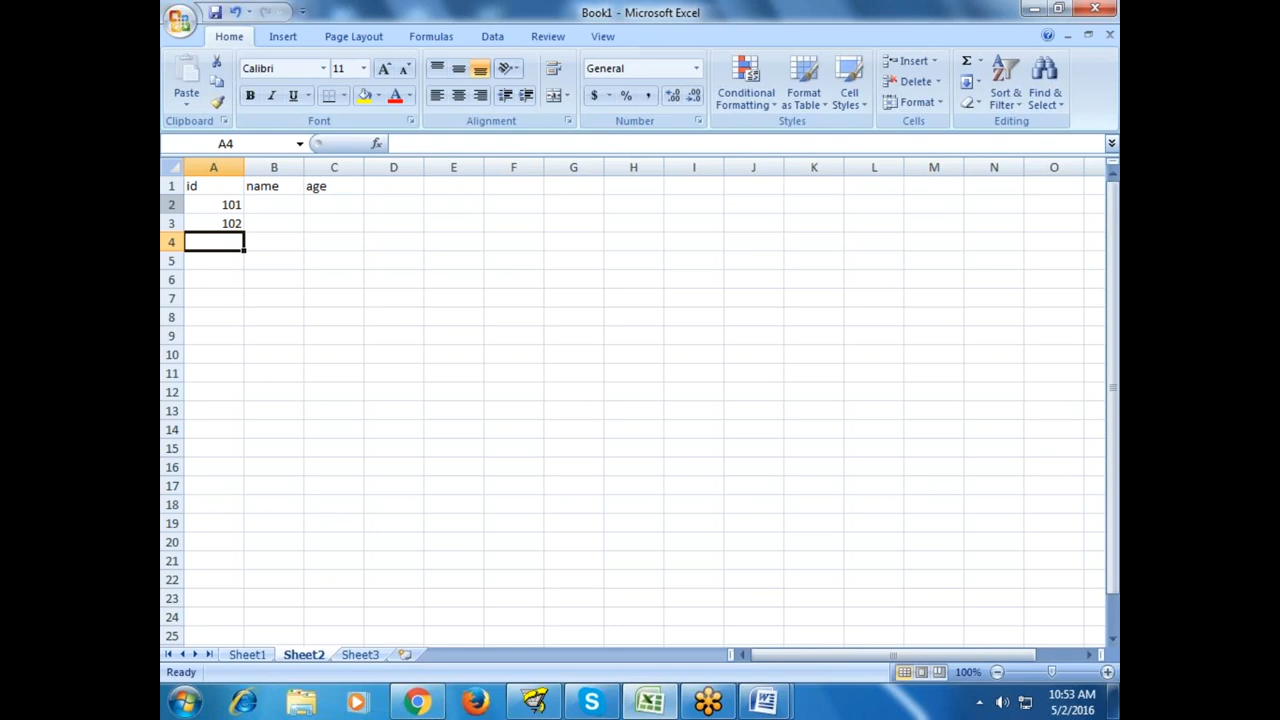 Book1 - Microsoft Excel
Home Insert Page Layout Formulas Data Review View
Calibri 11 General Insert
Paste Conditional Formatting Format as Table Cell Styles Delete Sort & Filter Find & Select
B I U $ % , Format
Clipboard Font Alignment Number Styles Cells Editing
A4 fx
A B C D E F G H I J K L M N O
1 id name age
2 101
3 102
4
5
6
7
8
9
10
11
12
13
14
15
16
17
18
19
20
21
22
23
24
25
Sheet1 Sheet2 Sheet3
Ready 100%
10:53 AM
5/2/2016